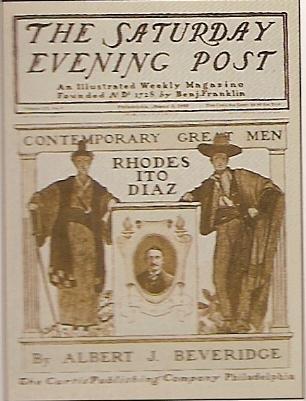 THE SATURDAY
EVENING POST
An Illustrated Weekly Magazine
Founded A.D. 1728 by Benj. Franklin
CONTEMPORARY GREAT MEN
RHODES
ITO
DIAZ
By ALBERT J. BEVERIDGE
The Curtis Publishing Company Philadelphia